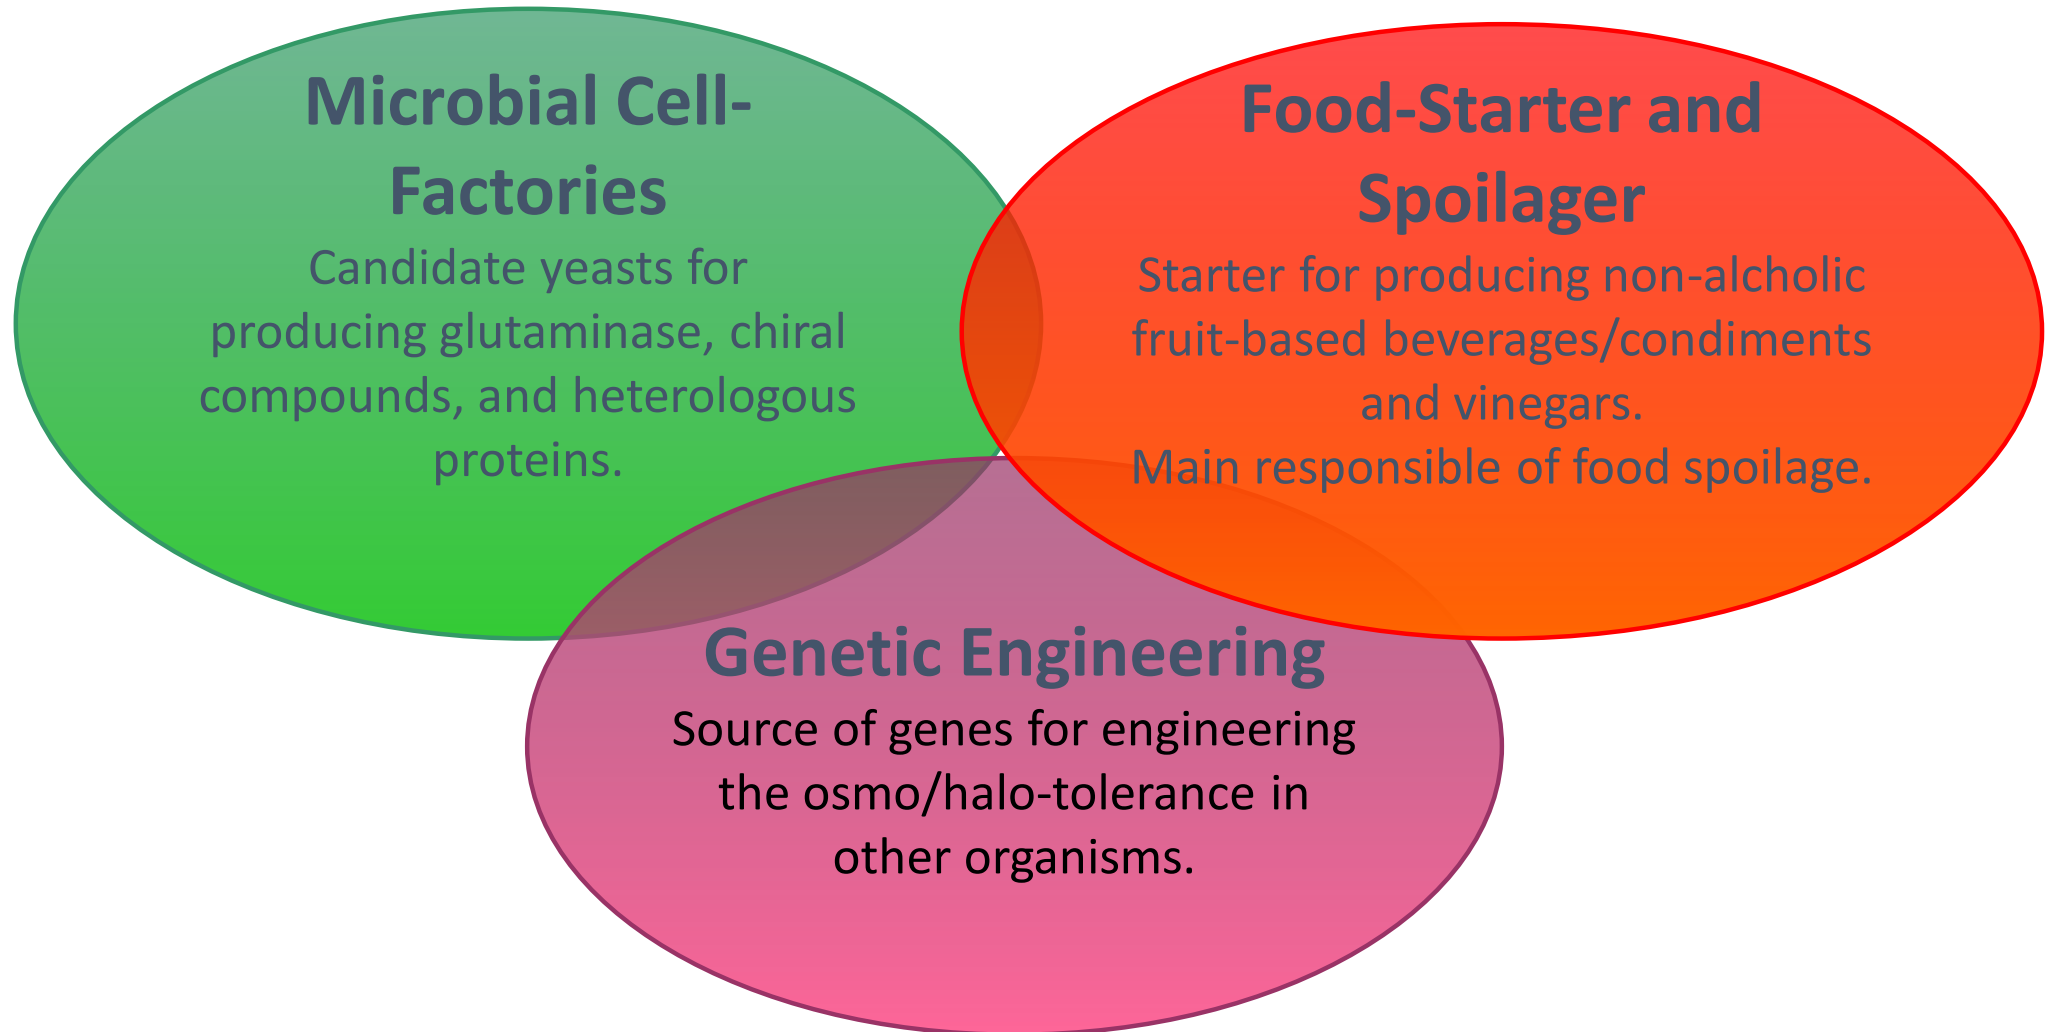 Microbial Cell-
Factories
Candidate yeasts for
producing glutaminase, chiral
compounds, and heterologous
proteins.
Food-Starter and
Spoilager
Starter for producing non-alcholic
fruit-based beverages/condiments
and vinegars.
Main responsible of food spoilage.
Genetic Engineering
Source of genes for engineering
the osmo/halo-tolerance in
other organisms.